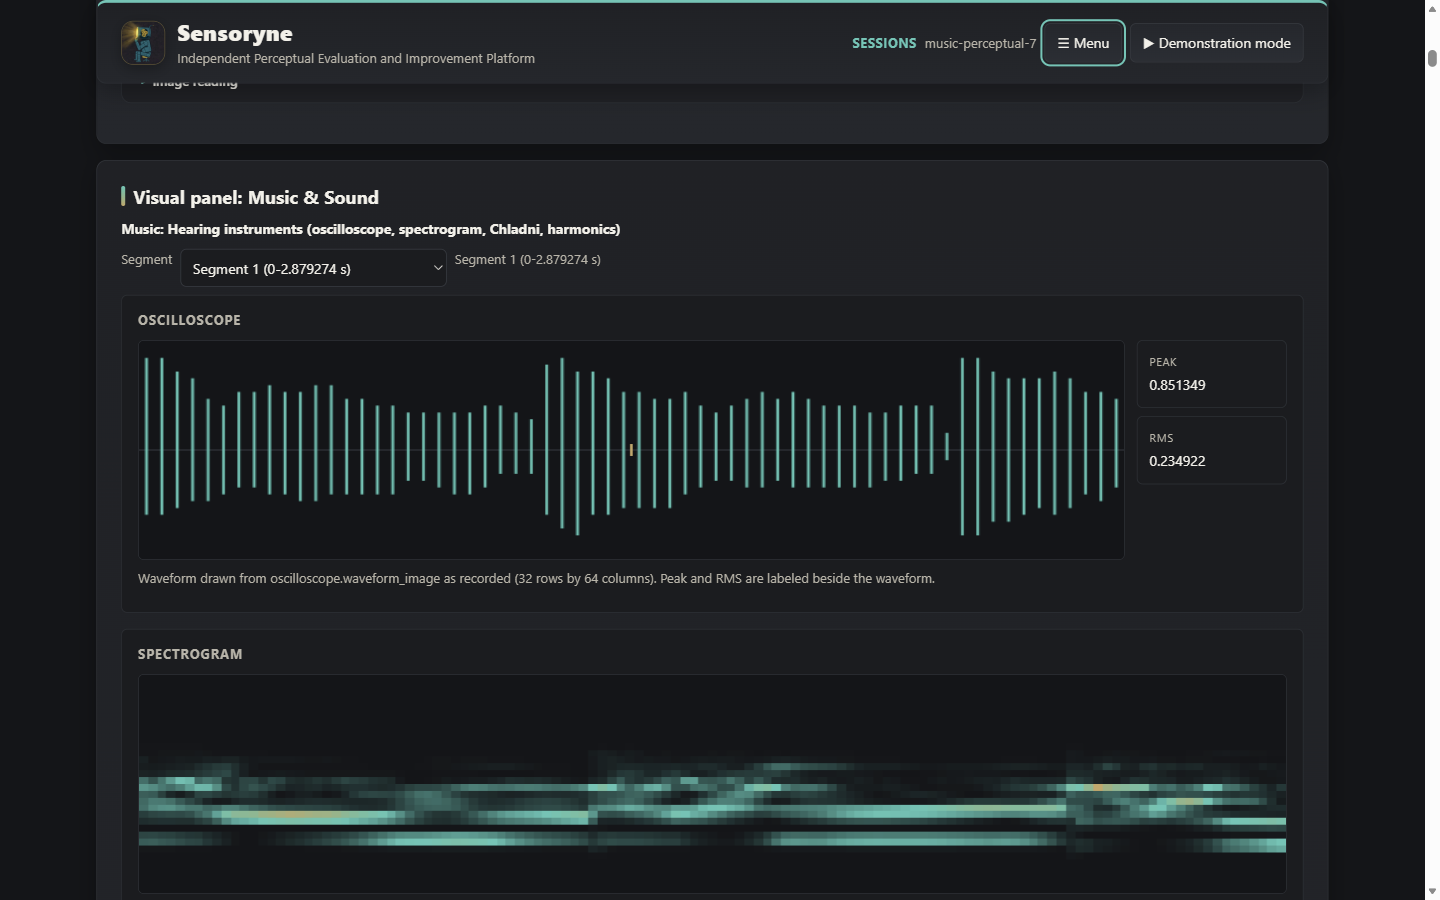 Sensoryne
Independent Perceptual Evaluation and Improvement Platform
SESSIONS music-perceptual-7
☰ Menu
▶ Demonstration mode
Image reading
Visual panel: Music & Sound
Music: Hearing instruments (oscilloscope, spectrogram, Chladni, harmonics)
Segment
Segment 1 (0-2.879274 s)
Segment 1 (0-2.879274 s)
OSCILLOSCOPE
PEAK
0.851349
RMS
0.234922
Waveform drawn from oscilloscope.waveform_image as recorded (32 rows by 64 columns). Peak and RMS are labeled beside the waveform.
SPECTROGRAM